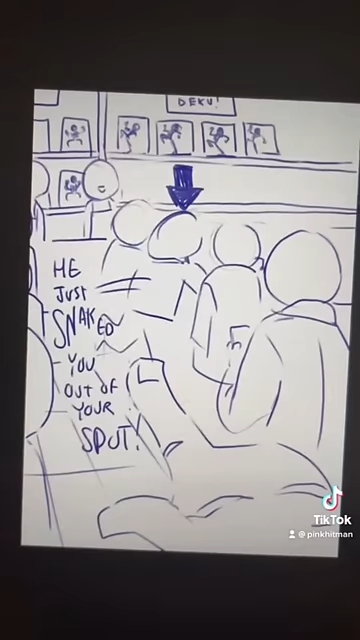 DEKU!
HE
JUST
SNAKED
YOU
OUT OF
YOUR
SPOT!
TikTok
@pinkhitman